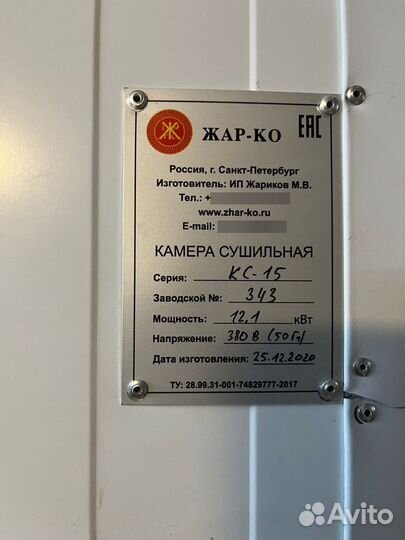 ЖАР-КО
EAC
Россия, г. Санкт-Петербург
Изготовитель: ИП Жариков М.В.
Тел.: +
www.zhar-ko.ru
E-mail:
КАМЕРА СУШИЛЬНАЯ
Серия: КС-15
Заводской №: 343
Мощность: 12,1 кВт
Напряжение: 380 В (50 Гц)
Дата изготовления: 25.12.2020
ТУ: 28.99.31-001-74829777-2017
Avito